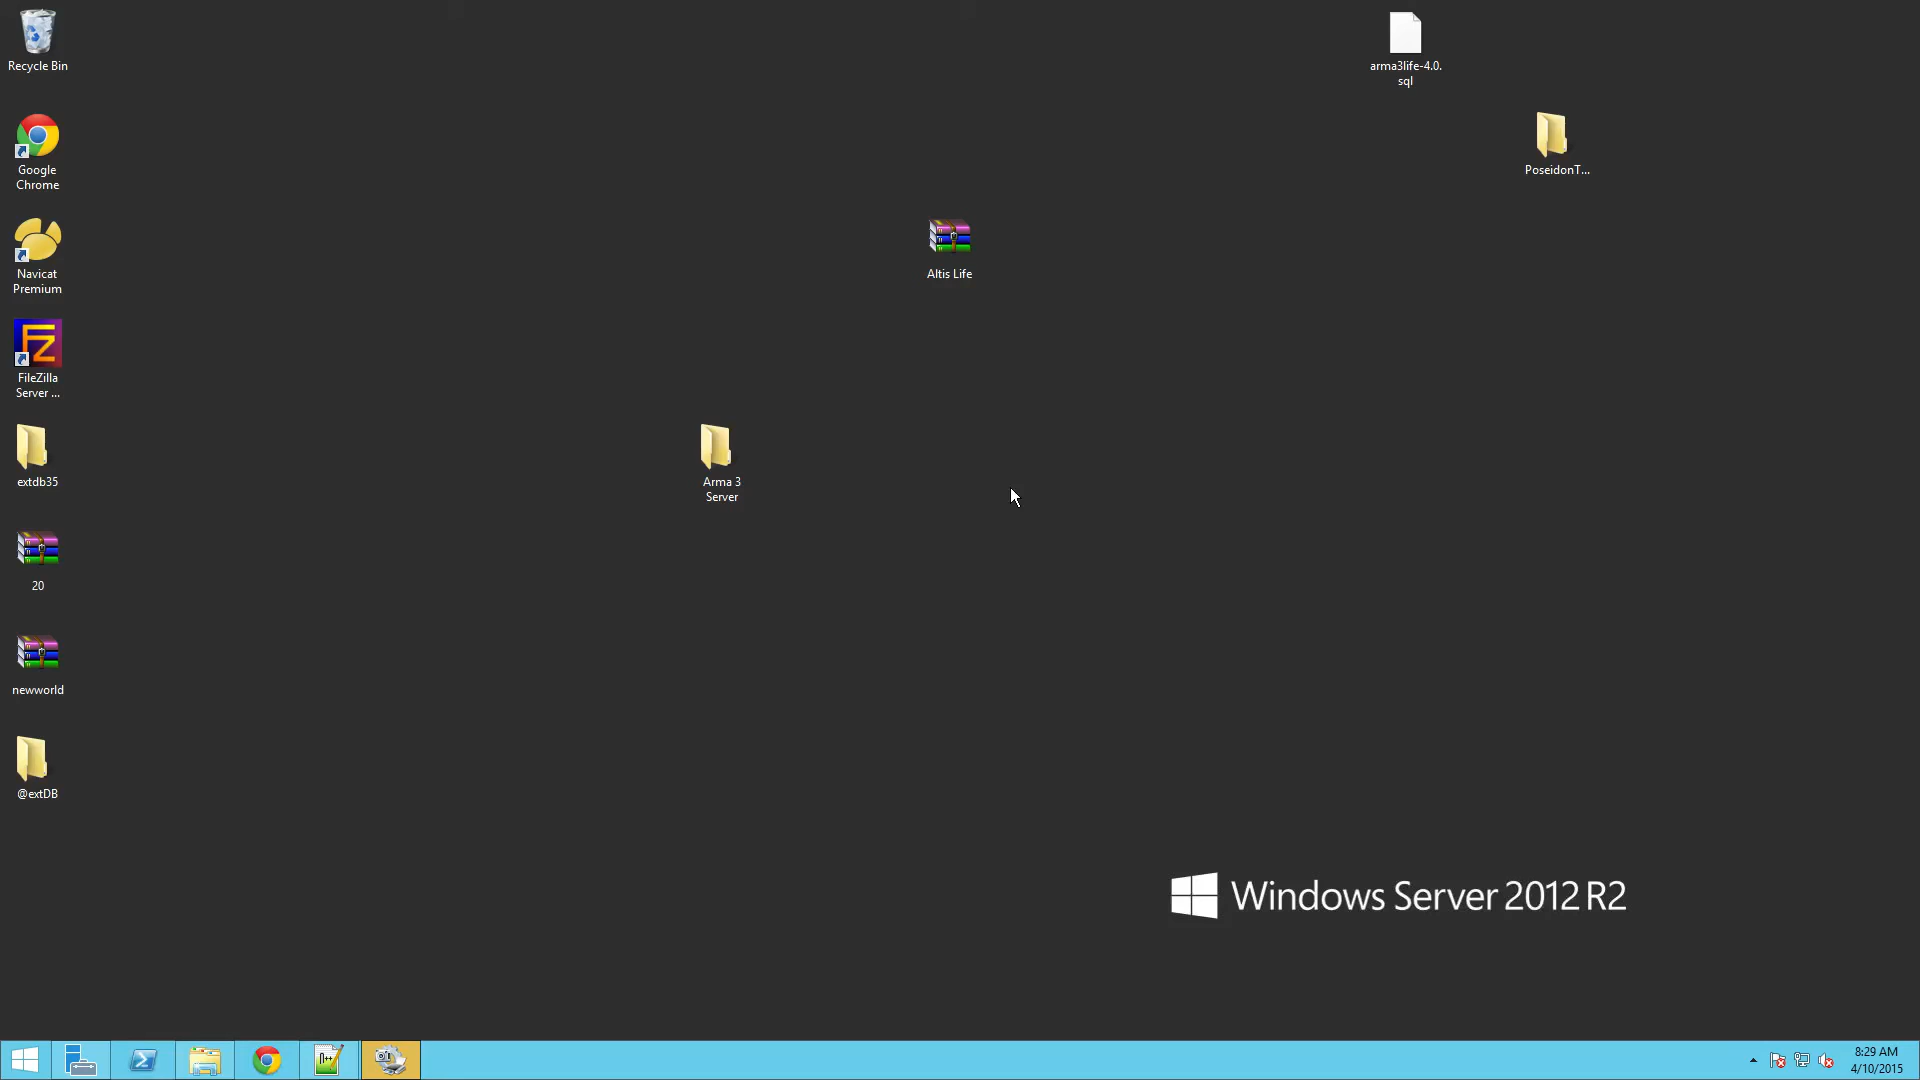 Recycle Bin
Google
Chrome
Navicat
Premium
FileZilla
Server ...
extdb35
20
newworld
@extDB
arma3life-4.0.
sql
PoseidonT...
Altis Life
Arma 3
Server
Windows Server 2012 R2
8:29 AM
4/10/2015